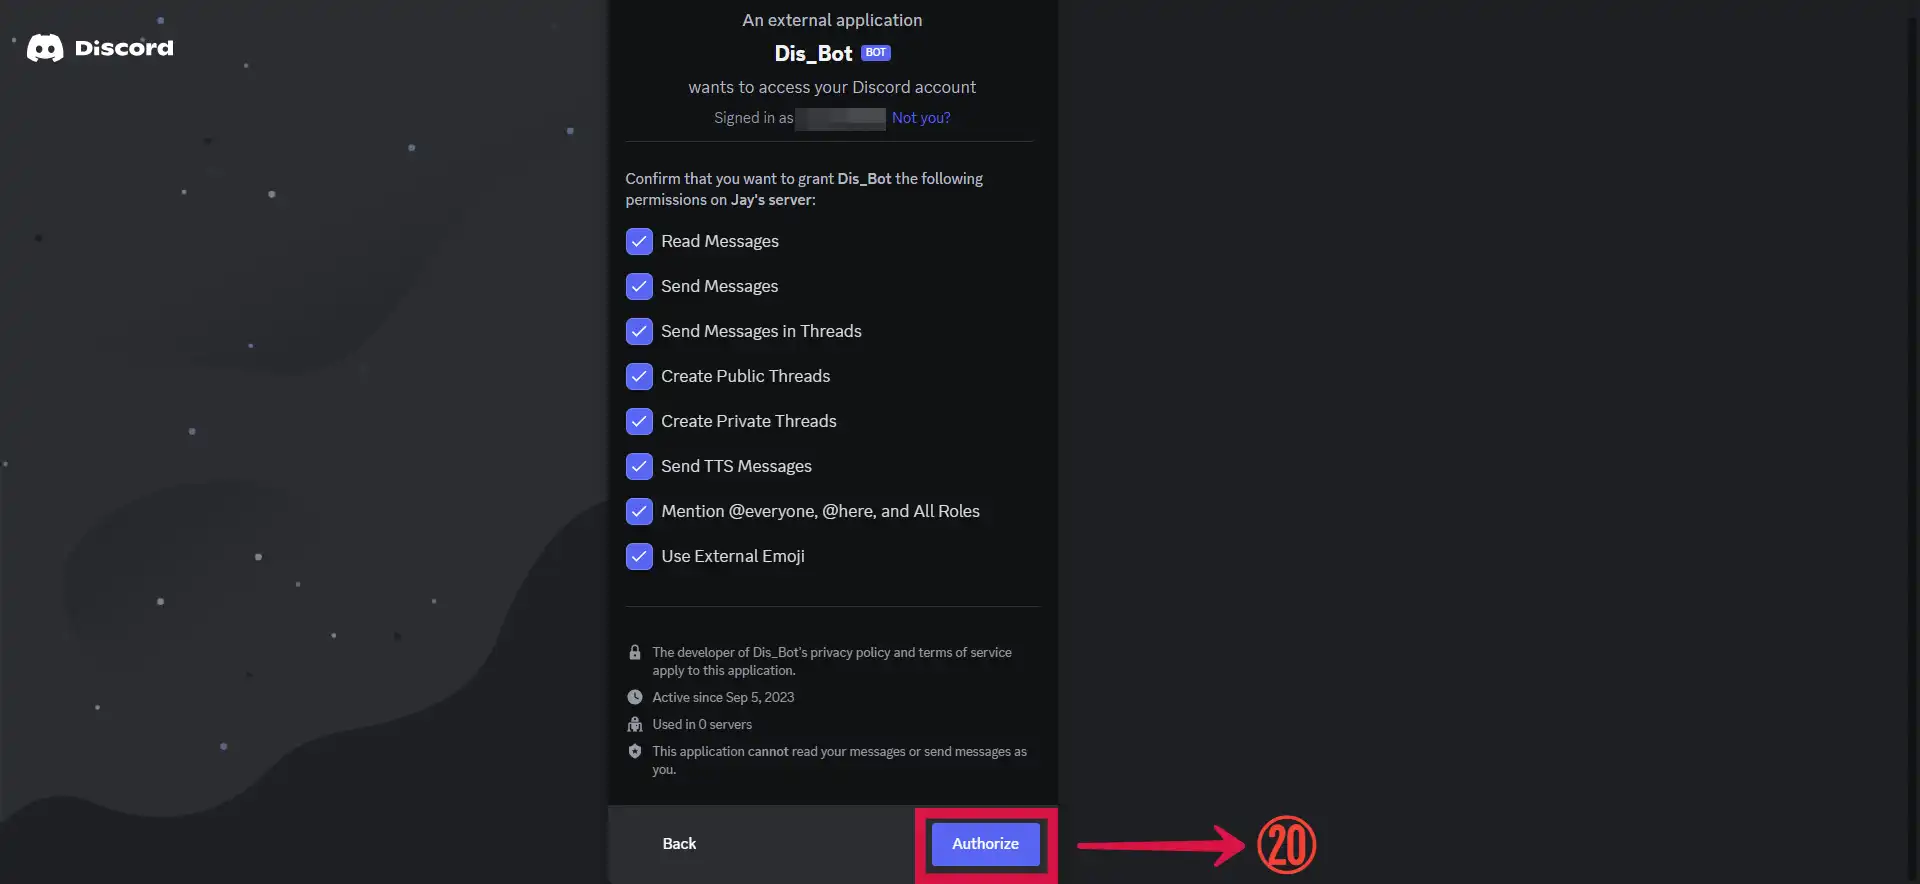 Discord
An external application
Dis_Bot BOT
wants to access your Discord account
Signed in as Not you?
Confirm that you want to grant Dis_Bot the following
permissions on Jay's server:
Read Messages
Send Messages
Send Messages in Threads
Create Public Threads
Create Private Threads
Send TTS Messages
Mention @everyone, @here, and All Roles
Use External Emoji
The developer of Dis_Bot's privacy policy and terms of service
apply to this application.
Active since Sep 5, 2023
Used in 0 servers
This application cannot read your messages or send messages as
you.
Back
Authorize
20